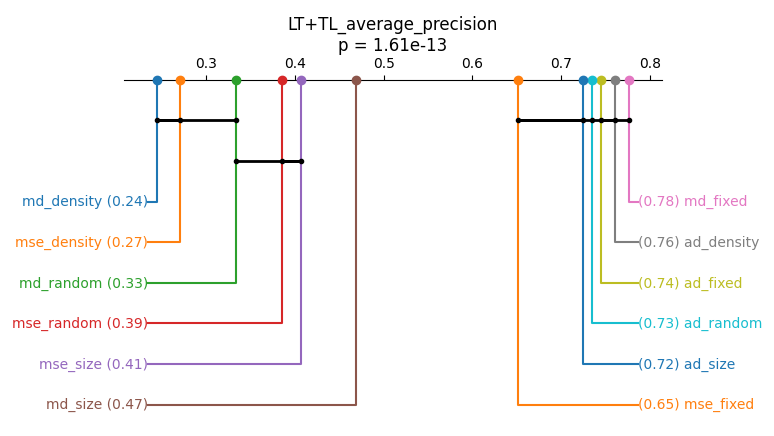 LT+TL_average_precision
p = 1.61e-13
0.3 0.4 0.5 0.6 0.7 0.8
md_density (0.24) (0.78) md_fixed
mse_density (0.27) (0.76) ad_density
md_random (0.33) (0.74) ad_fixed
mse_random (0.39) (0.73) ad_random
mse_size (0.41) (0.72) ad_size
md_size (0.47) (0.65) mse_fixed